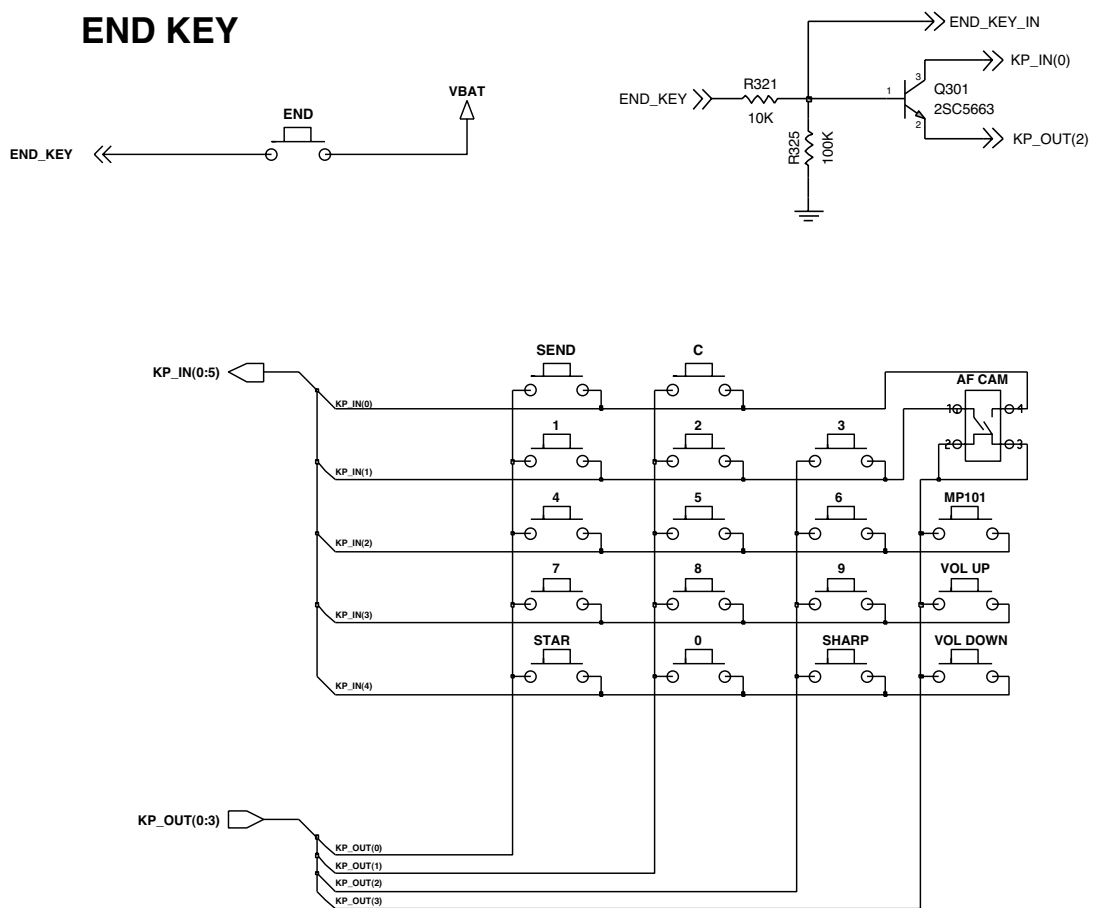 END KEY
END_KEY_IN
KP_IN(0)
VBAT
R321
3
Q301
END_KEY
1
2SC5663
END
10K
2
KP_OUT(2)
END_KEY
R325
100K
SEND
C
KP_IN(0:5)
AF CAM
KP_IN(0)
1
4
1
2
3
2
3
KP_IN(1)
4
5
6
MP101
KP_IN(2)
7
8
9
VOL UP
KP_IN(3)
STAR
0
SHARP
VOL DOWN
KP_IN(4)
KP_OUT(0:3)
KP_OUT(0)
KP_OUT(1)
KP_OUT(2)
KP_OUT(3)